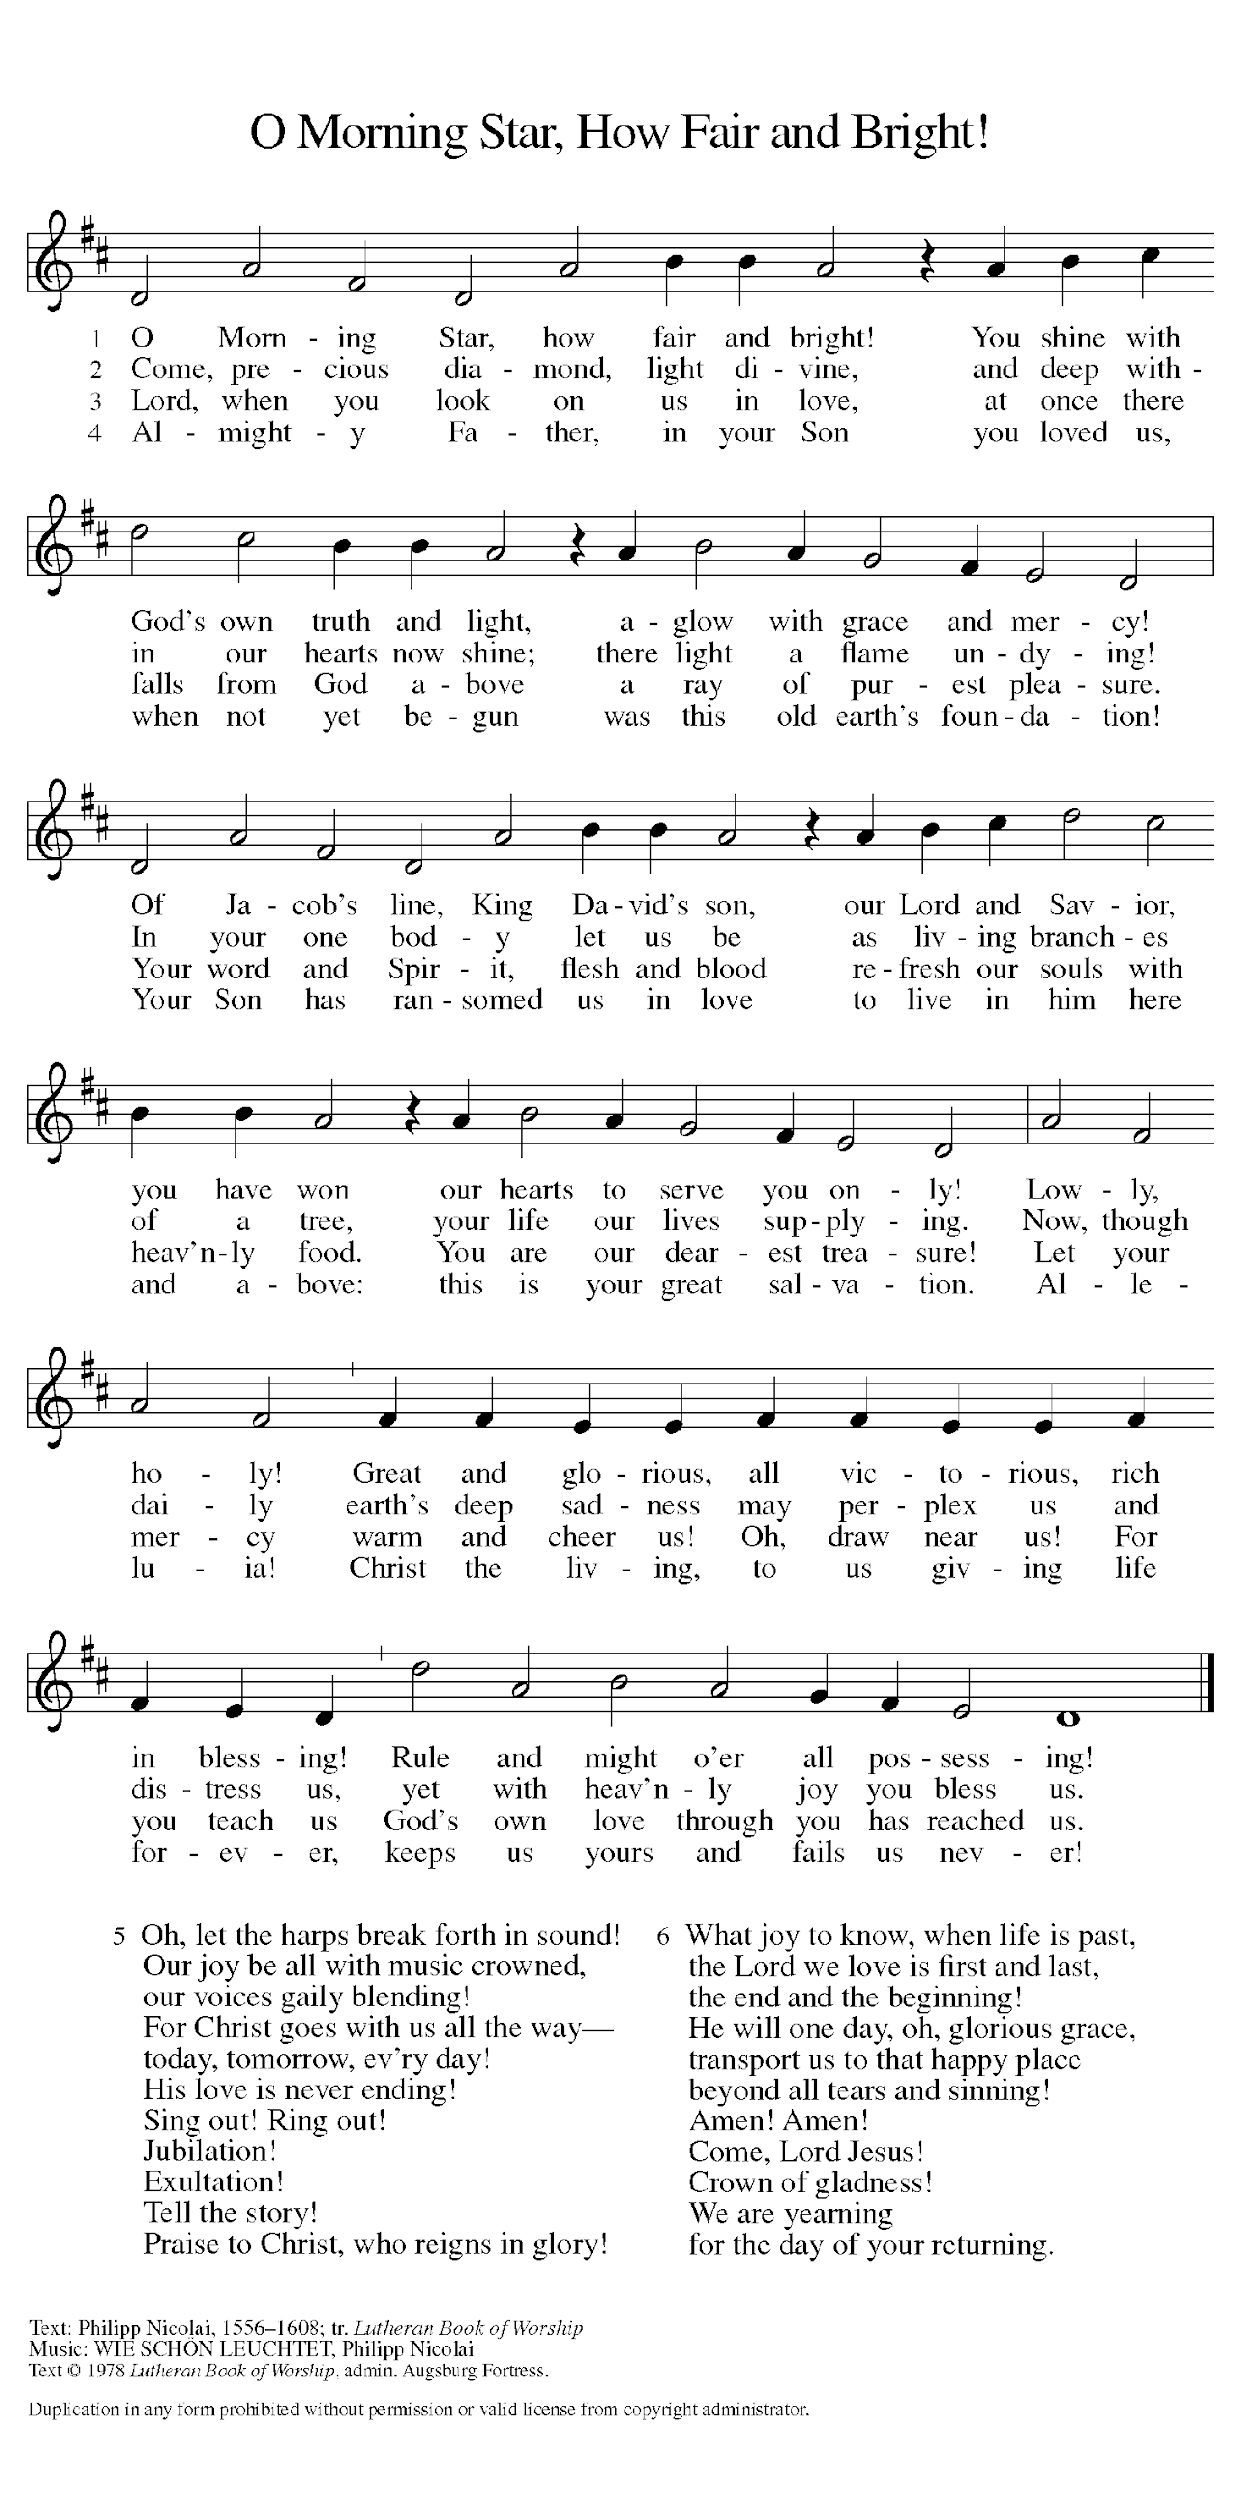 O Morning Star, How Fair and Bright!
1 O Morn - ing Star, how fair and bright! You shine with
2 Come, pre - cious dia - mond, light di - vine, and deep with -
3 Lord, when you look on us in love, at once there
4 Al - might - y Fa - ther, in your Son you loved us,
God's own truth and light, a - glow with grace and mer - cy!
in our hearts now shine; there light a flame un - dy - ing!
falls from God a - bove a ray of pur - est plea - sure.
when not yet be - gun was this old earth's foun - da - tion!
Of Ja - cob's line, King Da - vid's son, our Lord and Sav - ior,
In your one bod - y let us be as liv - ing branch - es
Your word and Spir - it, flesh and blood re - fresh our souls with
Your Son has ran - somed us in love to live in him here
you have won our hearts to serve you on - ly! Low - ly,
of a tree, your life our lives sup - ply - ing. Now, though
heav'n - ly food. You are our dear - est trea - sure! Let your
and a - bove: this is your great sal - va - tion. Al - le -
ho - ly! Great and glo - rious, all vic - to - rious, rich
dai - ly earth's deep sad - ness may per - plex us and
mer - cy warm and cheer us! Oh, draw near us! For
lu - ia! Christ the liv - ing, to us giv - ing life
in bless - ing! Rule and might o'er all pos - sess - ing!
dis - tress us, yet with heav'n - ly joy you bless us.
you teach us God's own love through you has reached us.
for - ev - er, keeps us yours and fails us nev - er!
5 Oh, let the harps break forth in sound!
Our joy be all with music crowned,
our voices gaily blending!
For Christ goes with us all the way—
today, tomorrow, ev'ry day!
His love is never ending!
Sing out! Ring out!
Jubilation!
Exultation!
Tell the story!
Praise to Christ, who reigns in glory!
6 What joy to know, when life is past,
the Lord we love is first and last,
the end and the beginning!
He will one day, oh, glorious grace,
transport us to that happy place
beyond all tears and sinning!
Amen! Amen!
Come, Lord Jesus!
Crown of gladness!
We are yearning
for the day of your returning.
Text: Philipp Nicolai, 1556–1608; tr. Lutheran Book of Worship
Music: WIE SCHÖN LEUCHTET, Philipp Nicolai
Text © 1978 Lutheran Book of Worship, admin. Augsburg Fortress.
Duplication in any form prohibited without permission or valid license from copyright administrator.